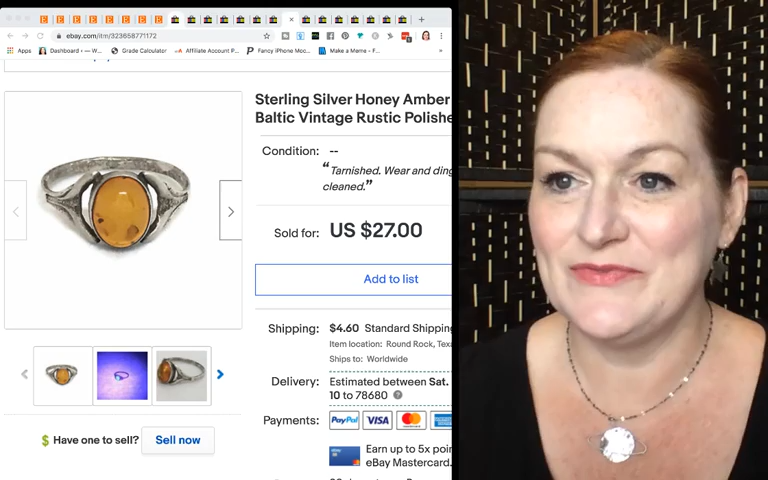 ebay.com/itm/323658771172
Apps
Dashboard ‹ — W...
Grade Calculator
Affiliate Account P...
Fancy iPhone Moc...
Make a Meme - F...
»
Sterling Silver Honey Amber
Baltic Vintage Rustic Polishe
Condition: --
"Tarnished. Wear and ding
cleaned."
Sold for: US $27.00
Add to list
Shipping: $4.60 Standard Shipping
Item location: Round Rock, Texa
Ships to: Worldwide
Delivery: Estimated between Sat.
10 to 78680
Payments: PayPal VISA
Earn up to 5x poin
eBay Mastercard.
Have one to sell? Sell now